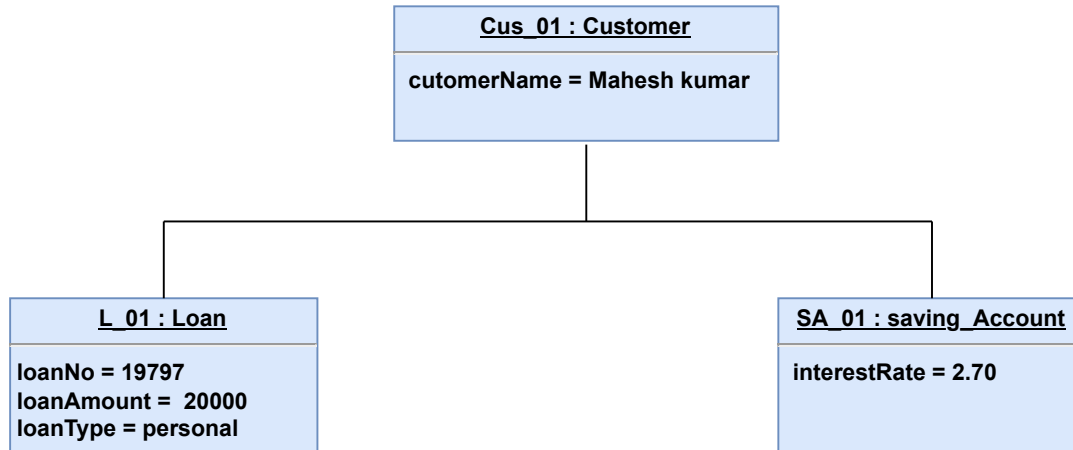 Cus_01 : Customer
cutomerName = Mahesh kumar
L_01 : Loan
loanNo = 19797
loanAmount =  20000
loanType = personal
SA_01 : saving_Account
interestRate = 2.70